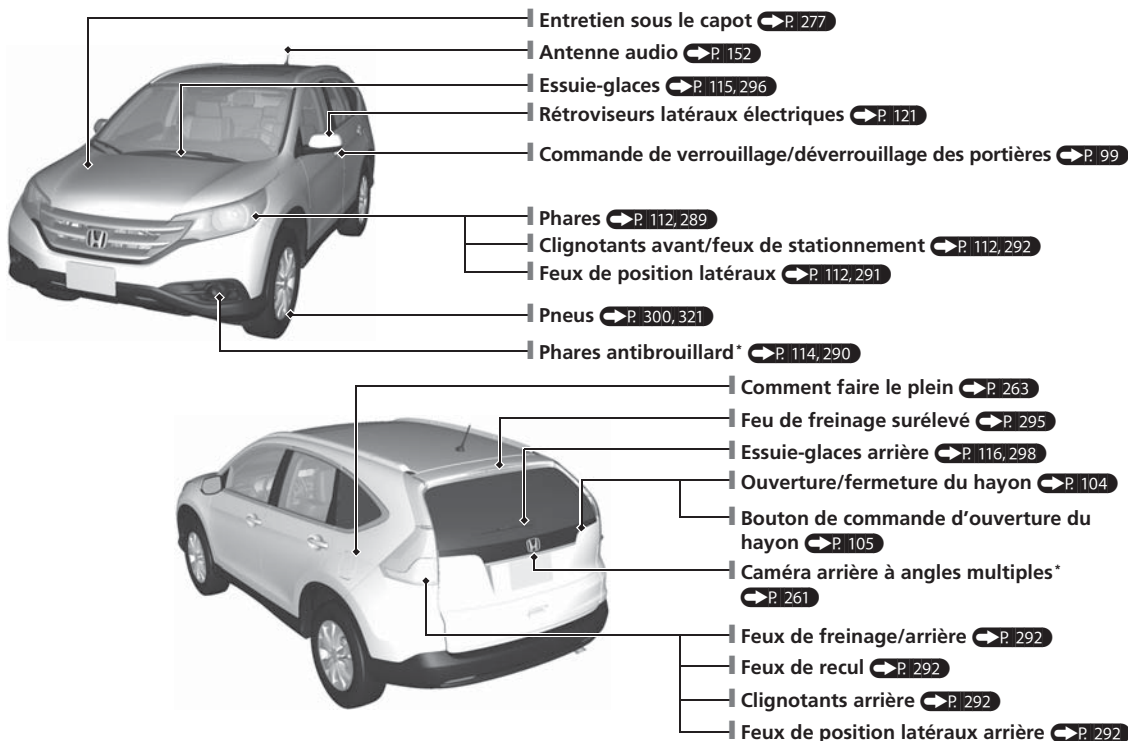 Entretien sous le capot P. 277
Antenne audio P. 152
Essuie-glaces P. 115, 296
Rétroviseurs latéraux électriques P. 121
Commande de verrouillage/déverrouillage des portières P. 99
Phares P. 112, 289
Clignotants avant/feux de stationnement P. 112, 292
Feux de position latéraux P. 112, 291
Pneus P. 300, 321
Phares antibrouillard* P. 114, 290
Comment faire le plein P. 263
Feu de freinage surélevé P. 295
Essuie-glaces arrière P. 116, 298
Ouverture/fermeture du hayon P. 104
Bouton de commande d'ouverture du
hayon P. 105
Caméra arrière à angles multiples*
P. 261
Feux de freinage/arrière P. 292
Feux de recul P. 292
Clignotants arrière P. 292
Feux de position latéraux arrière P. 292